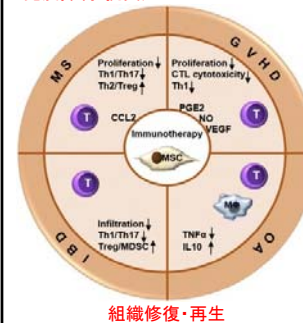 MS
GVHD
Proliferation↓
Th1/Th17↓
Th2/Treg↑
CCL2
T
Proliferation↓
CTL cytotoxicity↓
Th1↓
PGE2
NO
VEGF
T
Immunotherapy
MSC
T
Infiltration↓
Th1/Th17↓
Treg/MDSC↑
IBD
T
MΦ
TNFα↓
IL10↑
OA
組織修復・再生